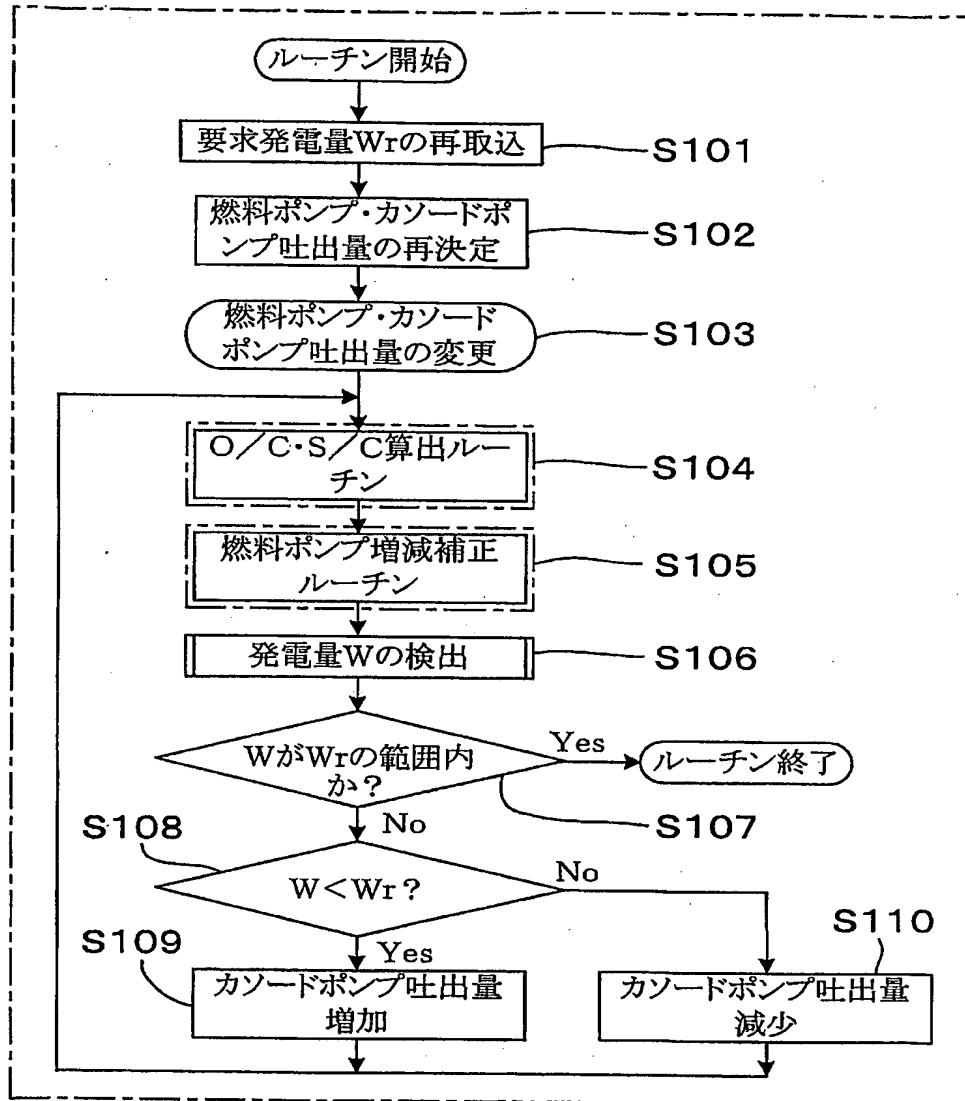 ルーチン開始
要求発電量Wrの再取込
S101
燃料ポンプ・カソードポ
ンプ吐出量の再決定
S102
燃料ポンプ・カソード
ポンプ吐出量の変更
S103
O／C・S／C算出ルー
チン
S104
燃料ポンプ増減補正
ルーチン
S105
発電量Wの検出
S106
WがWrの範囲内
か？
Yes
ルーチン終了
S107
No
S108
W＜Wr？
No
Yes
S109
カソードポンプ吐出量
増加
S110
カソードポンプ吐出量
減少